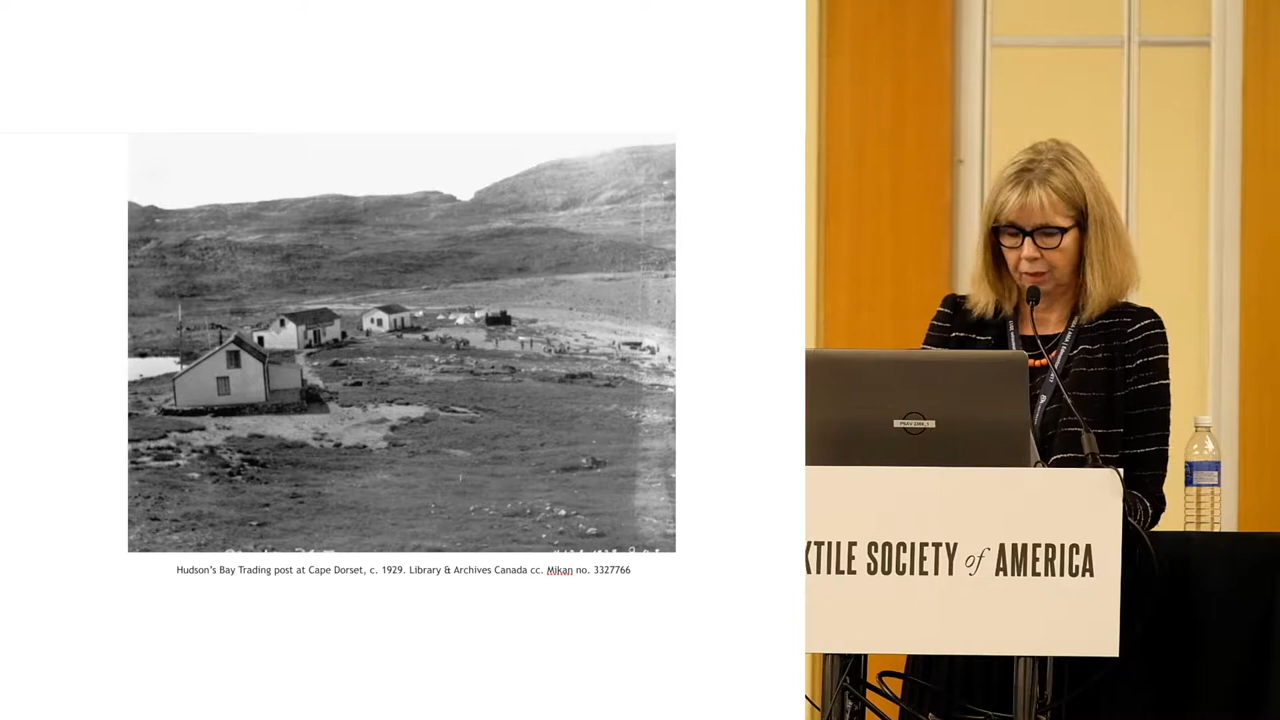 Hudson's Bay Trading post at Cape Dorset, c. 1929. Library & Archives Canada cc. Mikan no. 3327766
XTILE SOCIETY of AMERICA